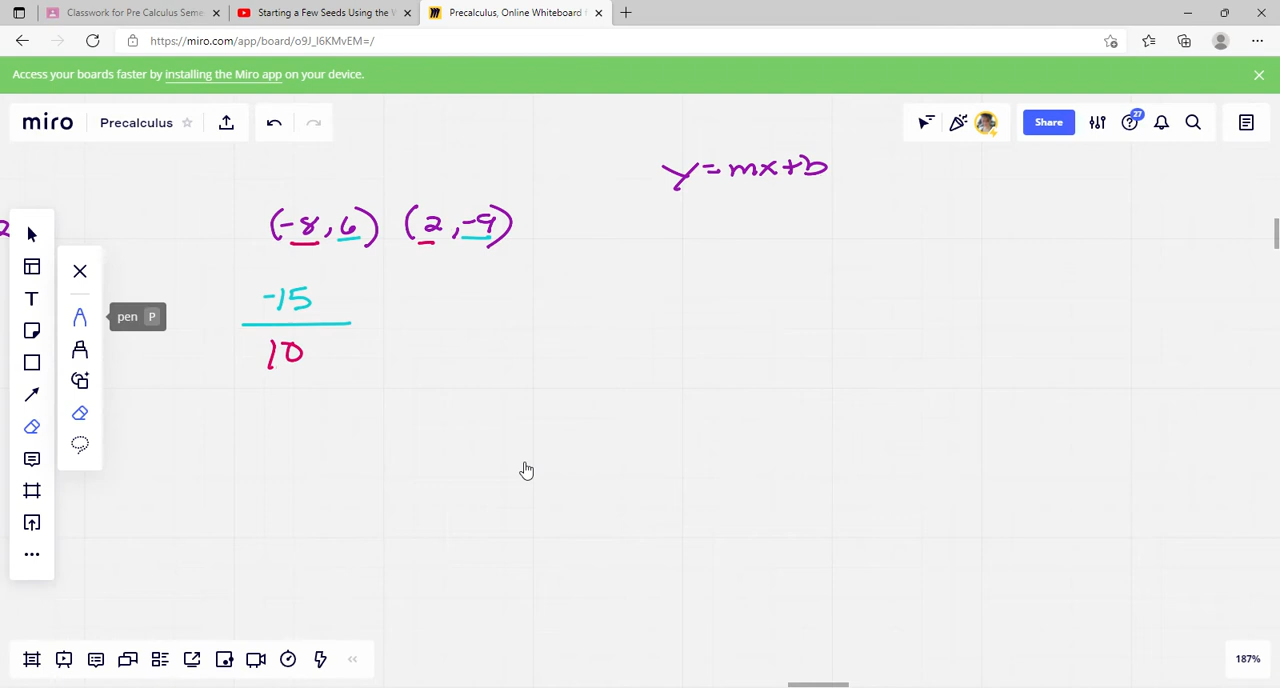 Classwork for Pre Calculus Seme
Starting a Few Seeds Using the W
Precalculus, Online Whiteboard f
https://miro.com/app/board/o9J_l6KMvEM=/
Access your boards faster by installing the Miro app on your device.
miro
Precalculus
Share
27
y=mx+b
(-8,6) (2,-9)
2
pen P
-15
10
187%